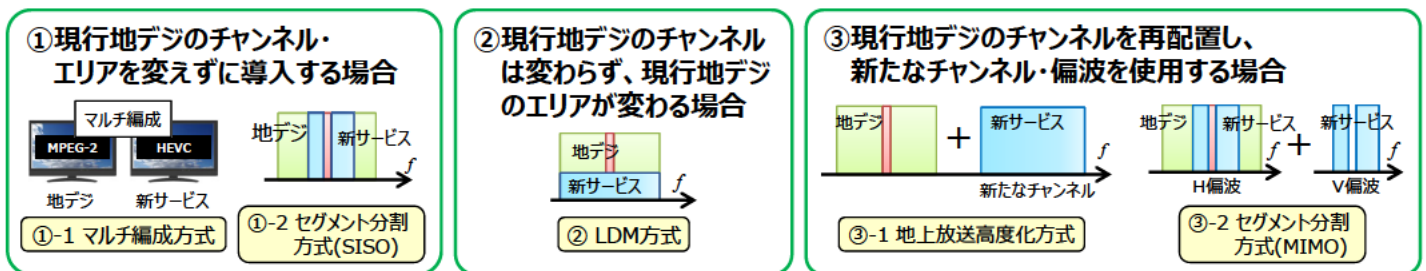 ①現行地デジのチャンネル・
エリアを変えずに導入する場合
マルチ編成
MPEG-2
HEVC
地デジ
新サービス
①-1 マルチ編成方式
地デジ
新サービス
f
①-2 セグメント分割
方式(SISO)
②現行地デジのチャンネル
は変わらず、現行地デジ
のエリアが変わる場合
地デジ
新サービス
f
② LDM方式
③現行地デジのチャンネルを再配置し、
新たなチャンネル・偏波を使用する場合
地デジ
+
新サービス
f
新たなチャンネル
③-1 地上放送高度化方式
地デジ
新サービス
f
H偏波
+
新サービス
f
V偏波
③-2 セグメント分割
方式(MIMO)